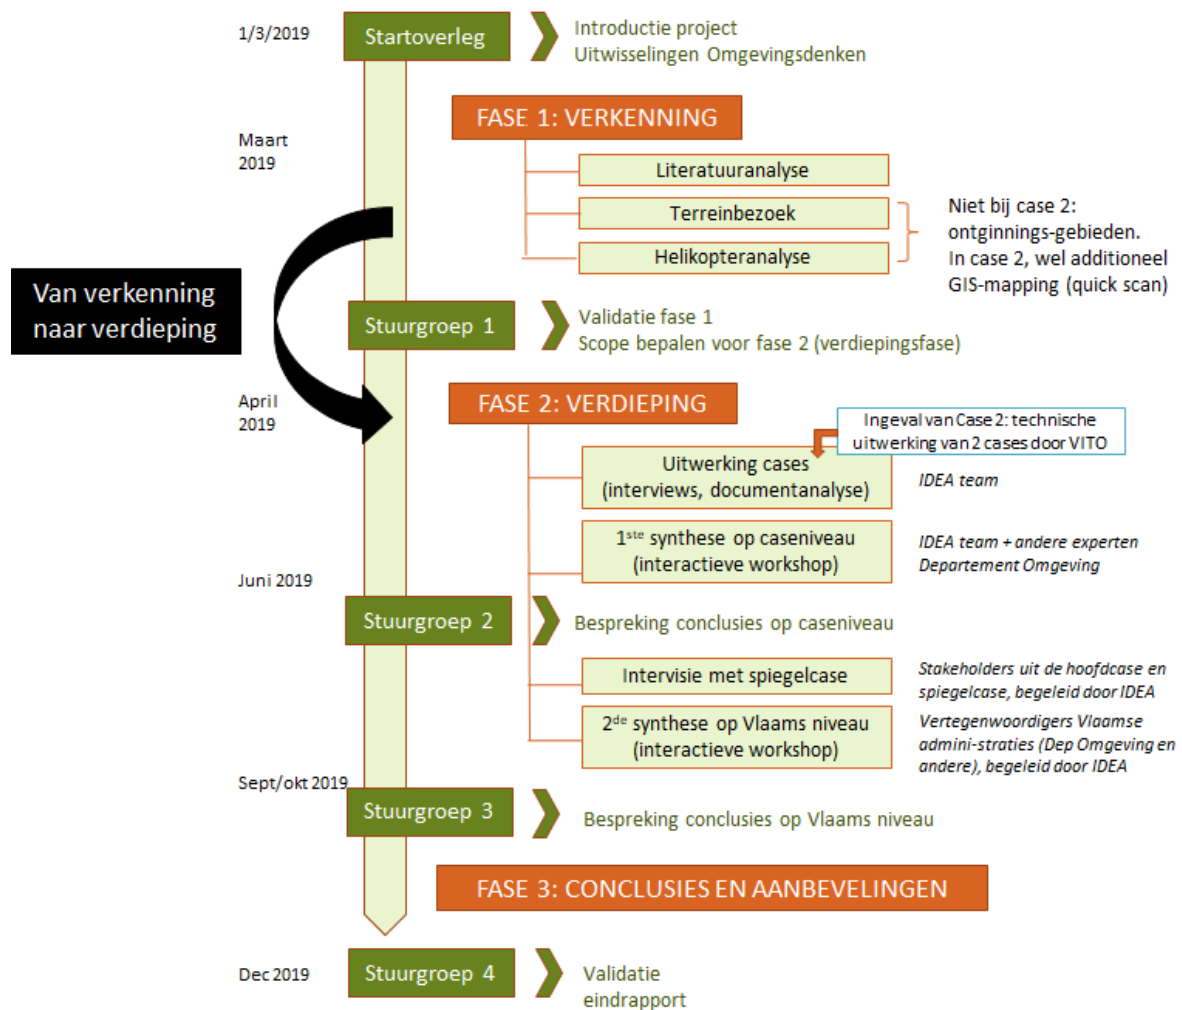 1/3/2019
Startoverleg
Introductie project
Uitwisselingen Omgevingsdenken
FASE 1: VERKENNING
Maart
2019
Literatuuranalyse
Terreinbezoek
Helikopteranalyse
Niet bij case 2:
ontginnings-gebieden.
In case 2, wel additioneel
GIS-mapping (quick scan)
Van verkenning
naar verdieping
Stuurgroep 1
Validatie fase 1
Scope bepalen voor fase 2 (verdiepingsfase)
April
2019
FASE 2: VERDIEPING
Ingeval van Case 2: technische
uitwerking van 2 cases door VITO
Uitwerking cases
(interviews, documentanalyse)
IDEA team
1ste synthese op caseniveau
(interactieve workshop)
IDEA team + andere experten
Departement Omgeving
Juni 2019
Stuurgroep 2
Bespreking conclusies op caseniveau
Intervisie met spiegelcase
Stakeholders uit de hoofdcase en
spiegelcase, begeleid door IDEA
2de synthese op Vlaams niveau
(interactieve workshop)
Vertegenwoordigers Vlaamse
admini-straties (Dep Omgeving en
andere), begeleid door IDEA
Sept/okt 2019
Stuurgroep 3
Bespreking conclusies op Vlaams niveau
FASE 3: CONCLUSIES EN AANBEVELINGEN
Dec 2019
Stuurgroep 4
Validatie
eindrapport